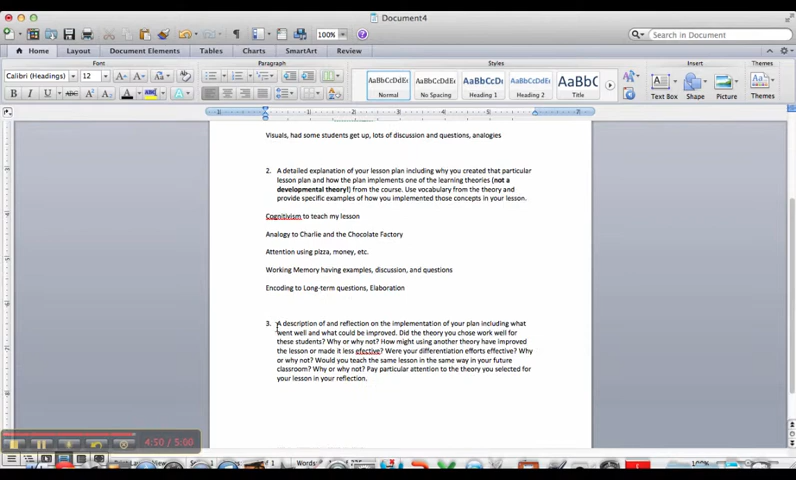 Document4
100%
Search in Document
Home Layout Document Elements Tables Charts SmartArt Review
Font Paragraph Styles Insert Themes
Calibri (Headings) 12
AaBbCcDdEe AaBbCcDdEe AaBbCcDdE AaBbCcDdEe AaBbCcD
Normal No Spacing Heading 1 Heading 2 Title Text Box Shape Picture Themes
Visuals, had some students get up, lots of discussion and questions, analogies
2. A detailed explanation of your lesson plan including why you created that particular
lesson plan and how the plan implements one of the learning theories (not a
developmental theory!) from the course. Use vocabulary from the theory and
provide specific examples of how you implemented those concepts in your lesson.
Cognitivism to teach my lesson
Analogy to Charlie and the Chocolate Factory
Attention using pizza, money, etc.
Working Memory having examples, discussion, and questions
Encoding to Long-term questions, Elaboration
3. A description of and reflection on the implementation of your plan including what
went well and what could be improved. Did the theory you chose work well for
these students? Why or why not? How might using another theory have improved
the lesson or made it less efective? Were your differentiation efforts effective? Why
or why not? Would you teach the same lesson in the same way in your future
classroom? Why or why not? Pay particular attention to the theory you selected for
your lesson in your reflection.
4:50 / 5:00
Words
100%